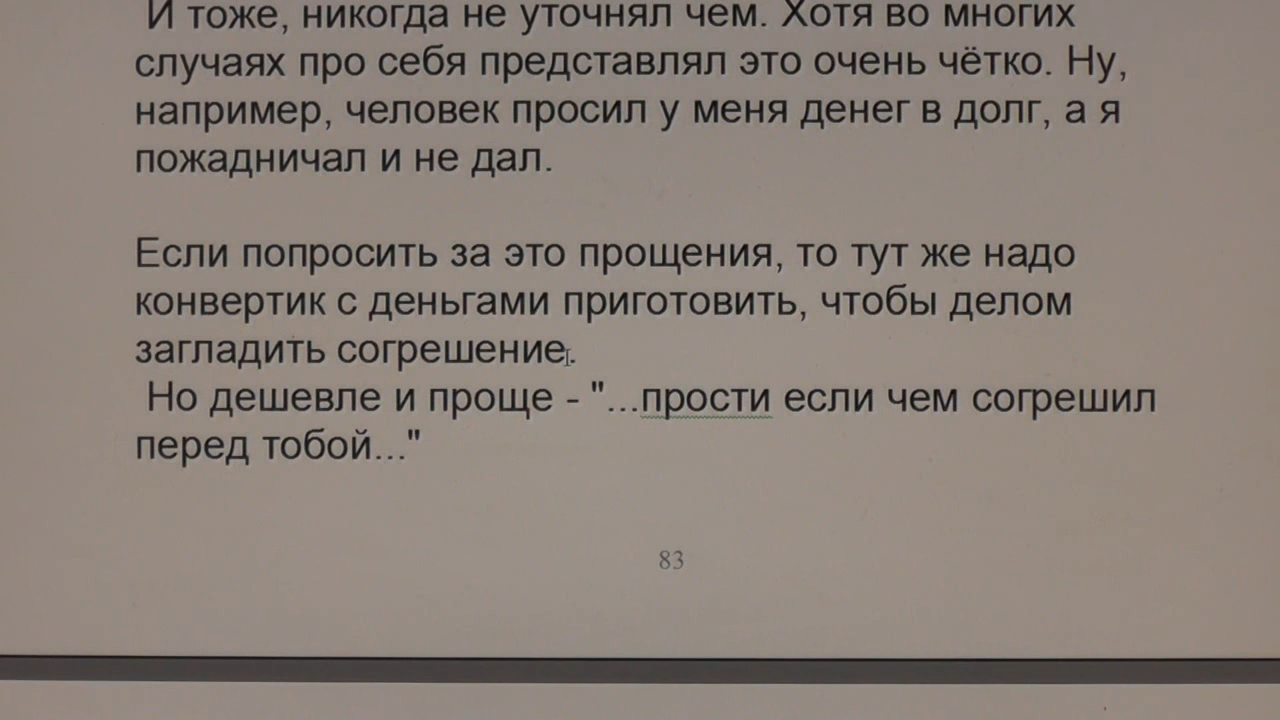 И тоже, никогда не уточнял чем. Хотя во многих
случаях про себя представлял это очень чётко. Ну,
например, человек просил у меня денег в долг, а я
пожадничал и не дал.
Если попросить за это прощения, то тут же надо
конвертик с деньгами приготовить, чтобы делом
загладить согрешение.
Но дешевле и проще - "...прости если чем согрешил
перед тобой..."
83